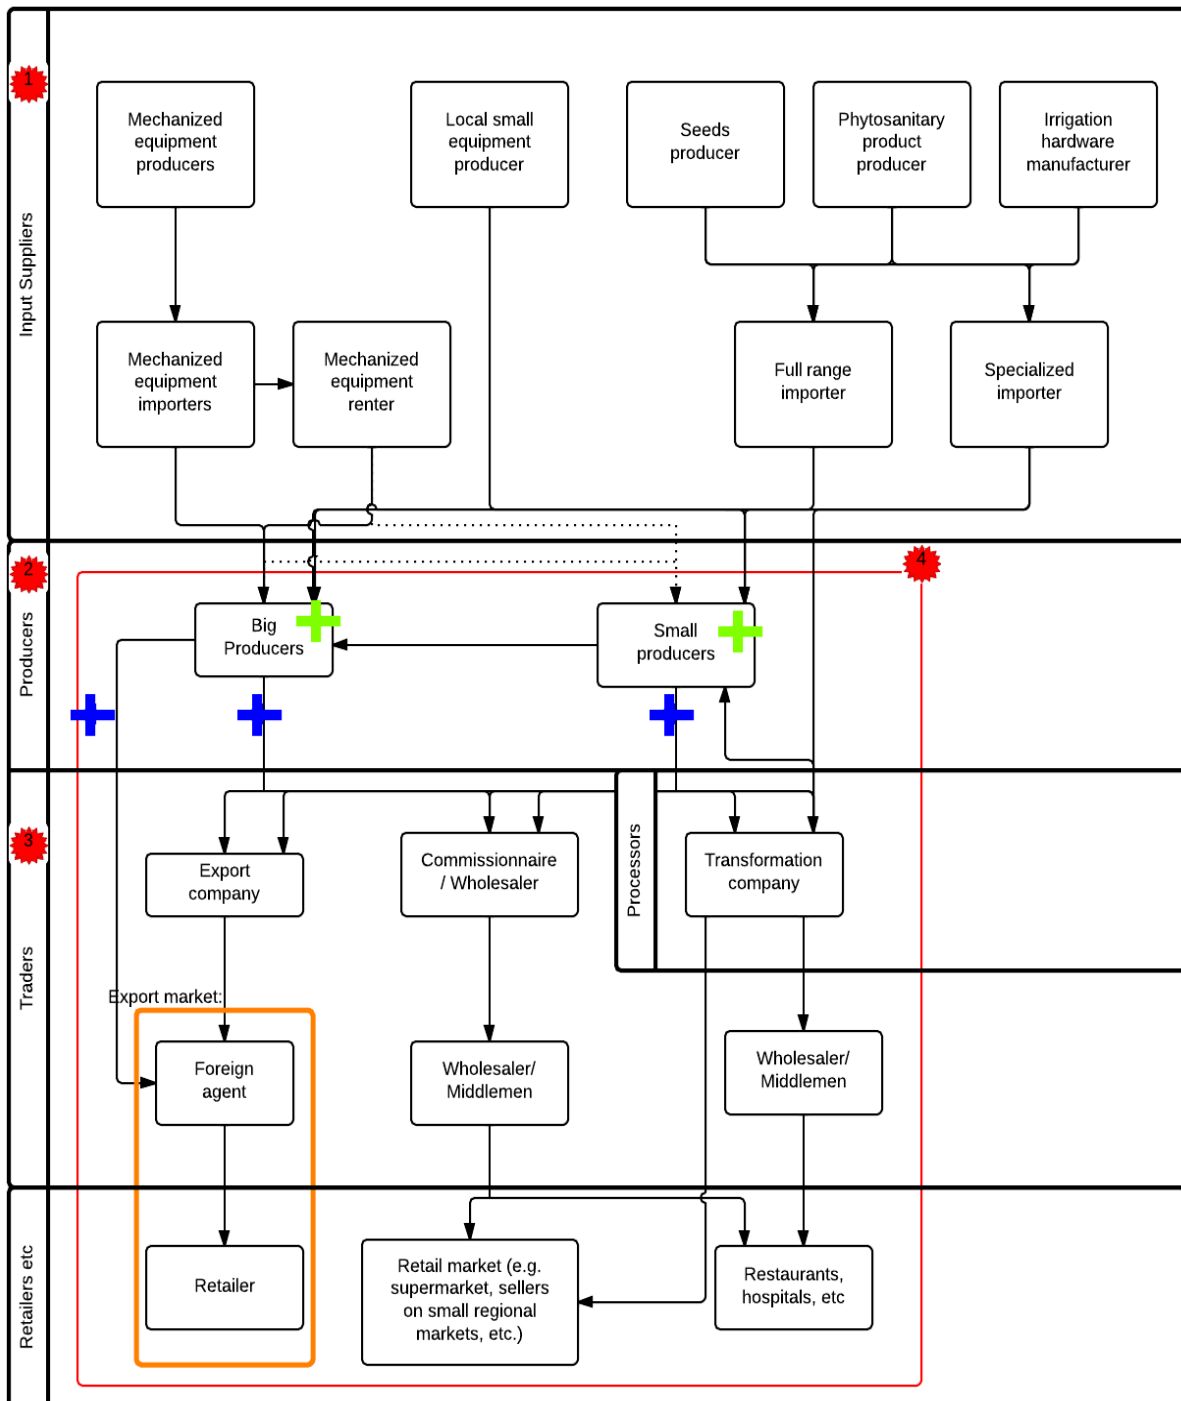 1
Mechanized
equipment
producers
Local small
equipment
producer
Seeds
producer
Phytosanitary
product
producer
Irrigation
hardware
manufacturer
Input Suppliers
Mechanized
equipment
importers
Mechanized
equipment
renter
Full range
importer
Specialized
importer
2
4
Producers
Big
Producers
Small
producers
3
Traders
Export
company
Commissionnaire
/ Wholesaler
Processors
Transformation
company
Export market:
Foreign
agent
Wholesaler/
Middlemen
Wholesaler/
Middlemen
Retailers etc
Retailer
Retail market (e.g.
supermarket, sellers
on small regional
markets, etc.)
Restaurants,
hospitals, etc